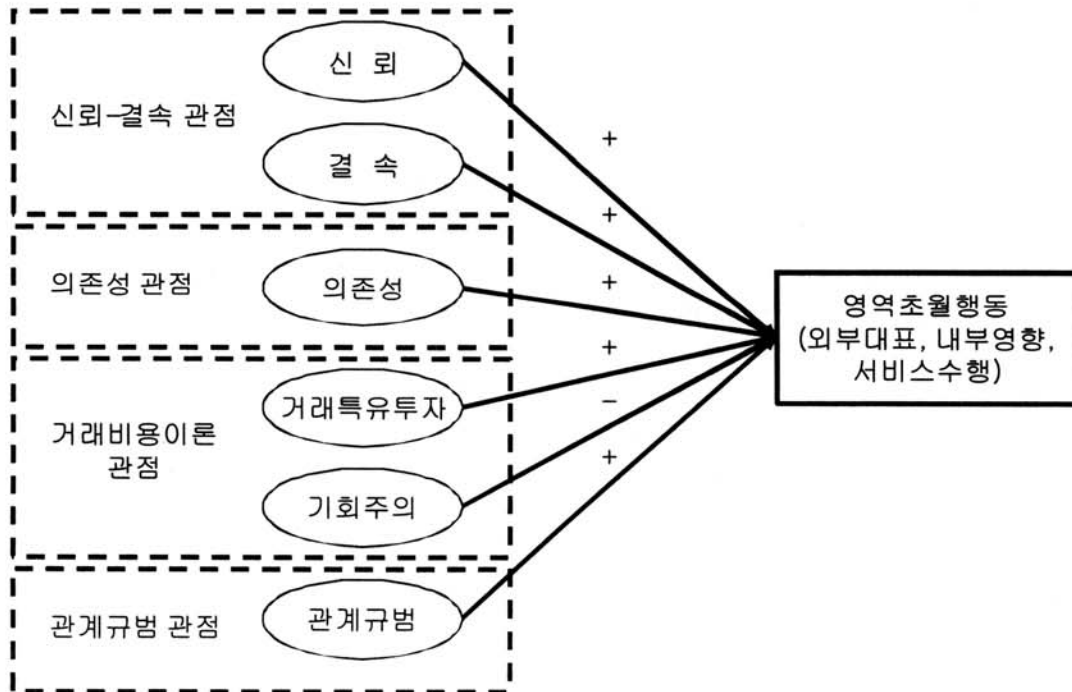 신뢰-결속 관점
신 뢰
결 속
의존성 관점
의존성
거래비용이론
관점
거래특유투자
기회주의
관계규범 관점
관계규범
+
+
+
+
-
+
영역초월행동
(외부대표, 내부영향,
서비스수행)